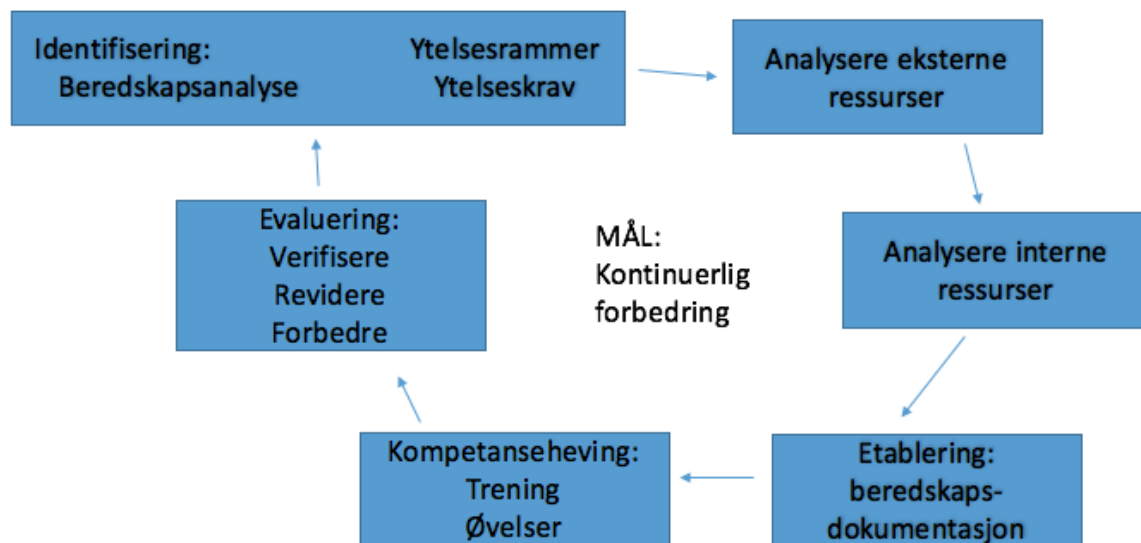 Identifisering: Ytelsesrammer
Beredskapsanalyse Ytelseskrav
Analysere eksterne
ressurser
Analysere interne
ressurser
Etablering:
beredskaps-
dokumentasjon
Kompetanseheving:
Trening
Øvelser
Evaluering:
Verifisere
Revidere
Forbedre
MÅL:
Kontinuerlig
forbedring